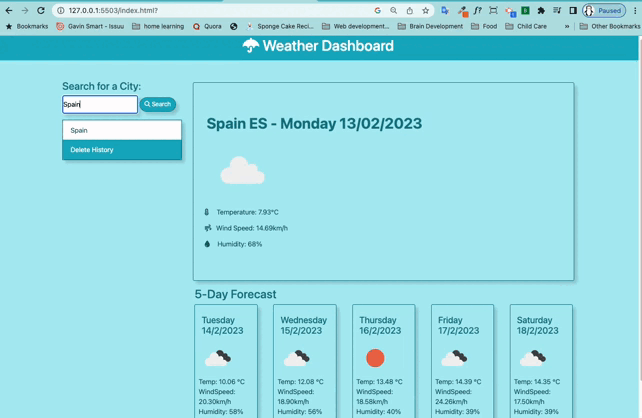 127.0.0.1:5503/index.html?
Paused
Bookmarks
Gavin Smart - Issuu
home learning
Quora
Sponge Cake Reci...
Web development...
Brain Development
Food
Child Care
»
Other Bookmarks
Weather Dashboard
Search for a City:
Spain
Search
Spain
Delete History
Spain ES - Monday 13/02/2023
Temperature: 7.93°C
Wind Speed: 14.69km/h
Humidity: 68%
5-Day Forecast
Tuesday
14/2/2023
Temp: 10.06 °C
WindSpeed:
20.30km/h
Humidity: 58%
Wednesday
15/2/2023
Temp: 12.08 °C
WindSpeed:
18.90km/h
Humidity: 56%
Thursday
16/2/2023
Temp: 13.48 °C
WindSpeed:
18.58km/h
Humidity: 40%
Friday
17/2/2023
Temp: 14.39 °C
WindSpeed:
24.26km/h
Humidity: 39%
Saturday
18/2/2023
Temp: 14.35 °C
WindSpeed:
17.50km/h
Humidity: 39%